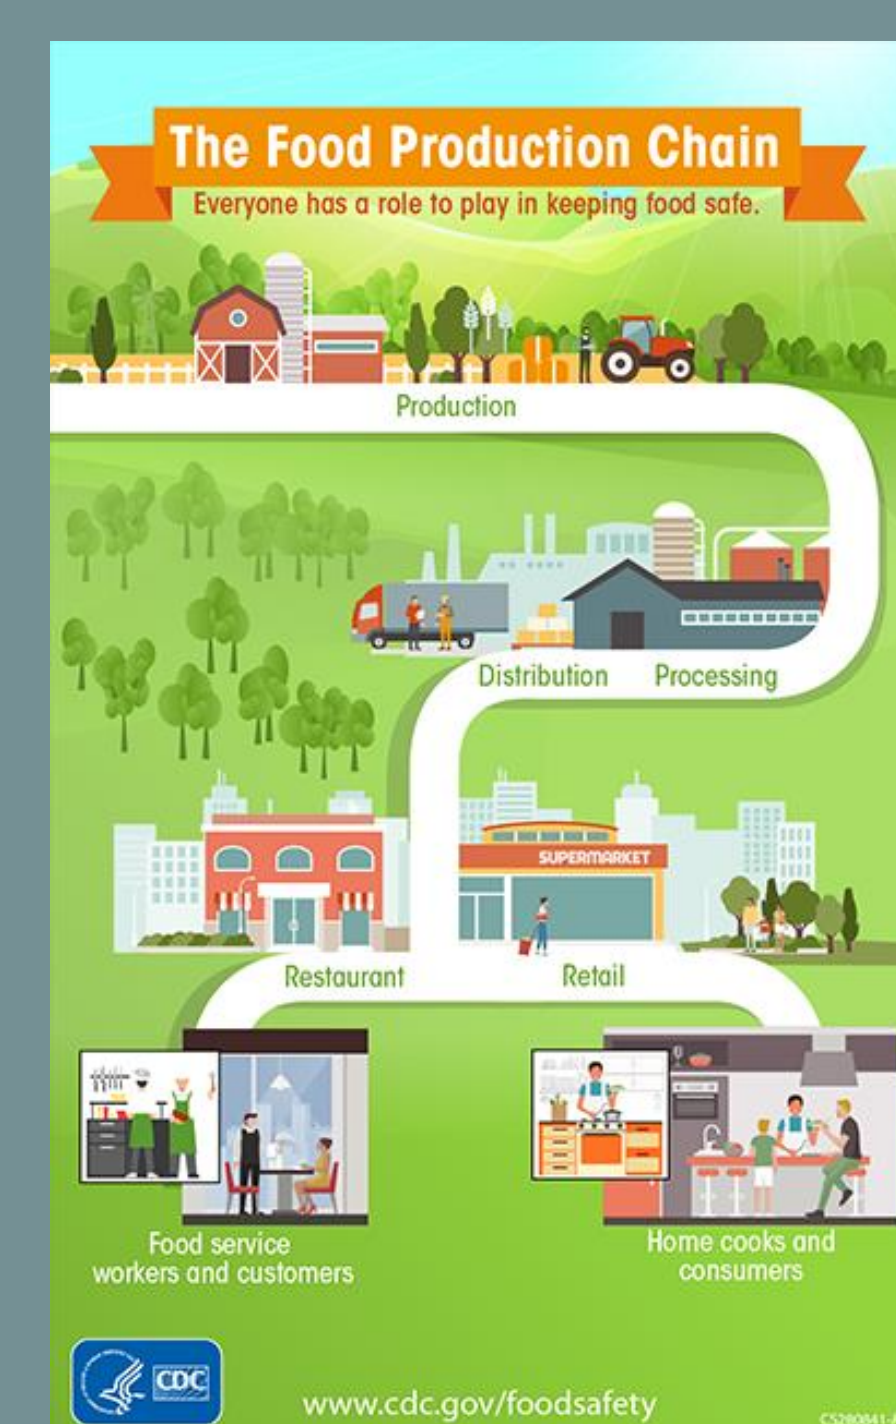 The Food Production Chain
Everyone has a role to play in keeping food safe.
Production
Distribution
Processing
SUPERMARKET
Restaurant
Retail
Food service
workers and customers
Home cooks and
consumers
CDC
www.cdc.gov/foodsafety